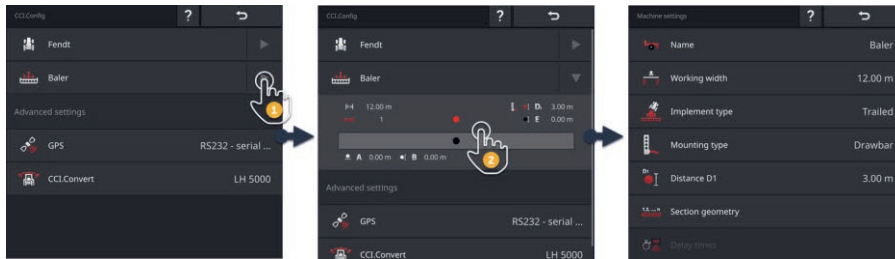 CCI.Config
?
Fendt
Baler
1
Advanced settings
GPS RS232 - serial ...
CCI.Convert LH 5000
CCI.Config
?
Fendt
Baler
12.00 m D₁ 3.00 m
1 E 0.00 m
2
A 0.00 m B 0.00 m
Advanced settings
GPS RS232 - serial ...
CCI.Convert LH 5000
Machine settings
?
Name Baler
Working width 12.00 m
Implement type Trailed
Mounting type Drawbar
Distance D1 3.00 m
Section geometry
Delay times